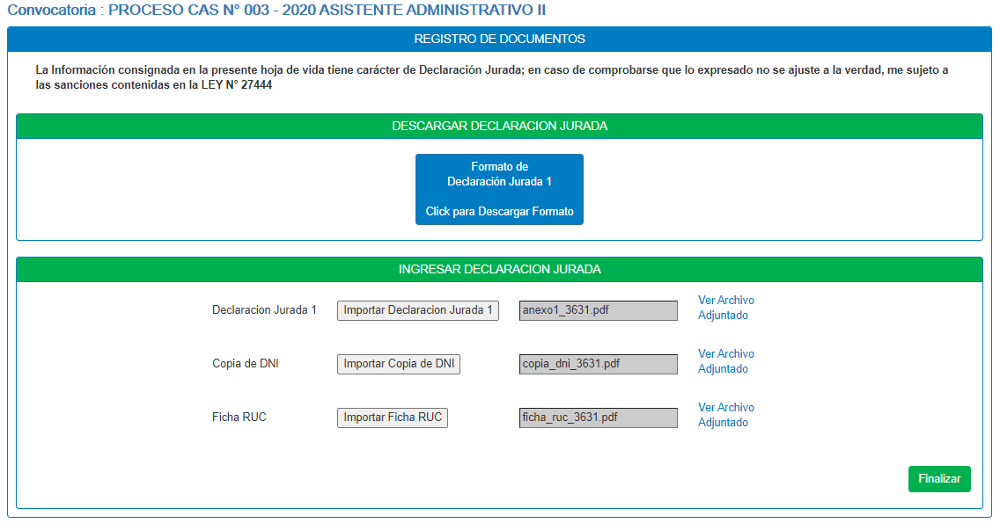 Convocatoria : PROCESO CAS N° 003 - 2020 ASISTENTE ADMINISTRATIVO II
REGISTRO DE DOCUMENTOS
La Información consignada en la presente hoja de vida tiene carácter de Declaración Jurada; en caso de comprobarse que lo expresado no se ajuste a la verdad, me sujeto a
las sanciones contenidas en la LEY N° 27444
DESCARGAR DECLARACION JURADA
Formato de
Declaración Jurada 1
Click para Descargar Formato
INGRESAR DECLARACION JURADA
Declaracion Jurada 1 Importar Declaracion Jurada 1 anexo1_3631.pdf Ver Archivo
Adjuntado
Copia de DNI Importar Copia de DNI copia_dni_3631.pdf Ver Archivo
Adjuntado
Ficha RUC Importar Ficha RUC ficha_ruc_3631.pdf Ver Archivo
Adjuntado
Finalizar